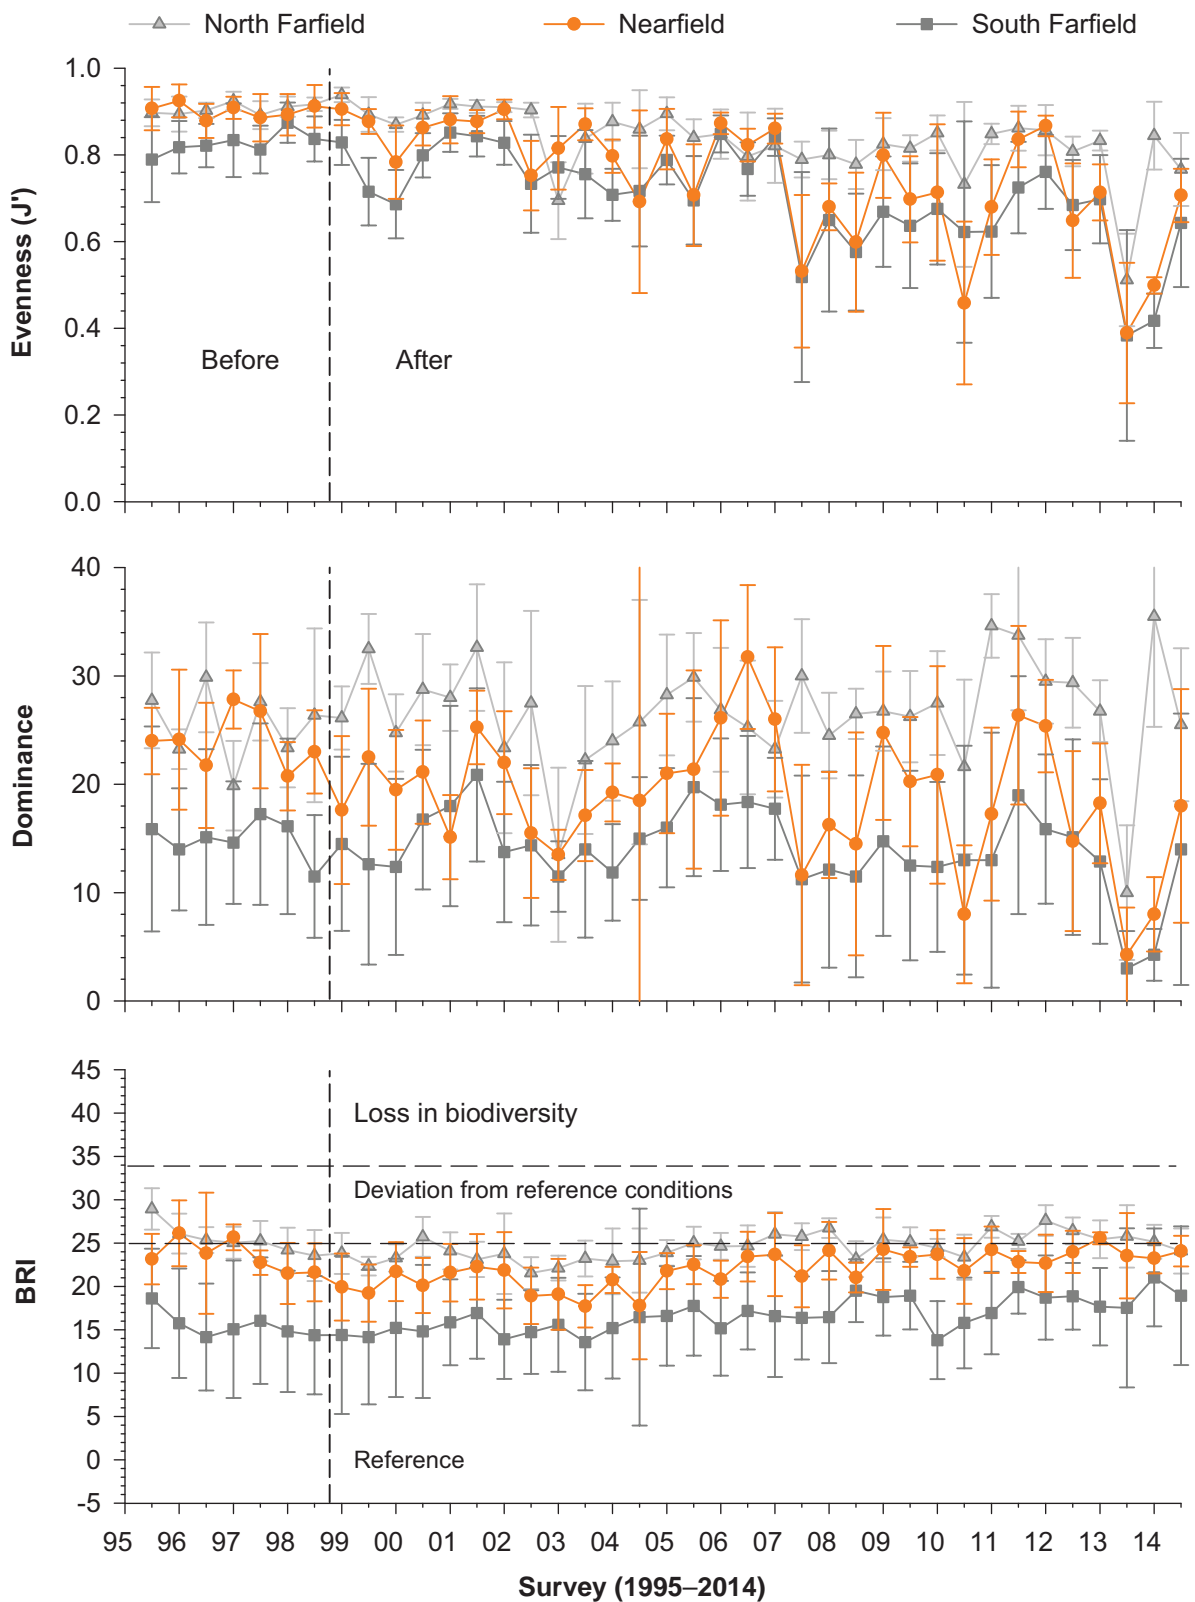 North Farfield Nearfield South Farfield
Evenness (J')
1.0
0.8
0.6
0.4
0.2
0.0
Before After
Dominance
40
30
20
10
0
BRI
45
40
35
30
25
20
15
10
5
0
-5
Loss in biodiversity
Deviation from reference conditions
Reference
95 96 97 98 99 00 01 02 03 04 05 06 07 08 09 10 11 12 13 14
Survey (1995–2014)